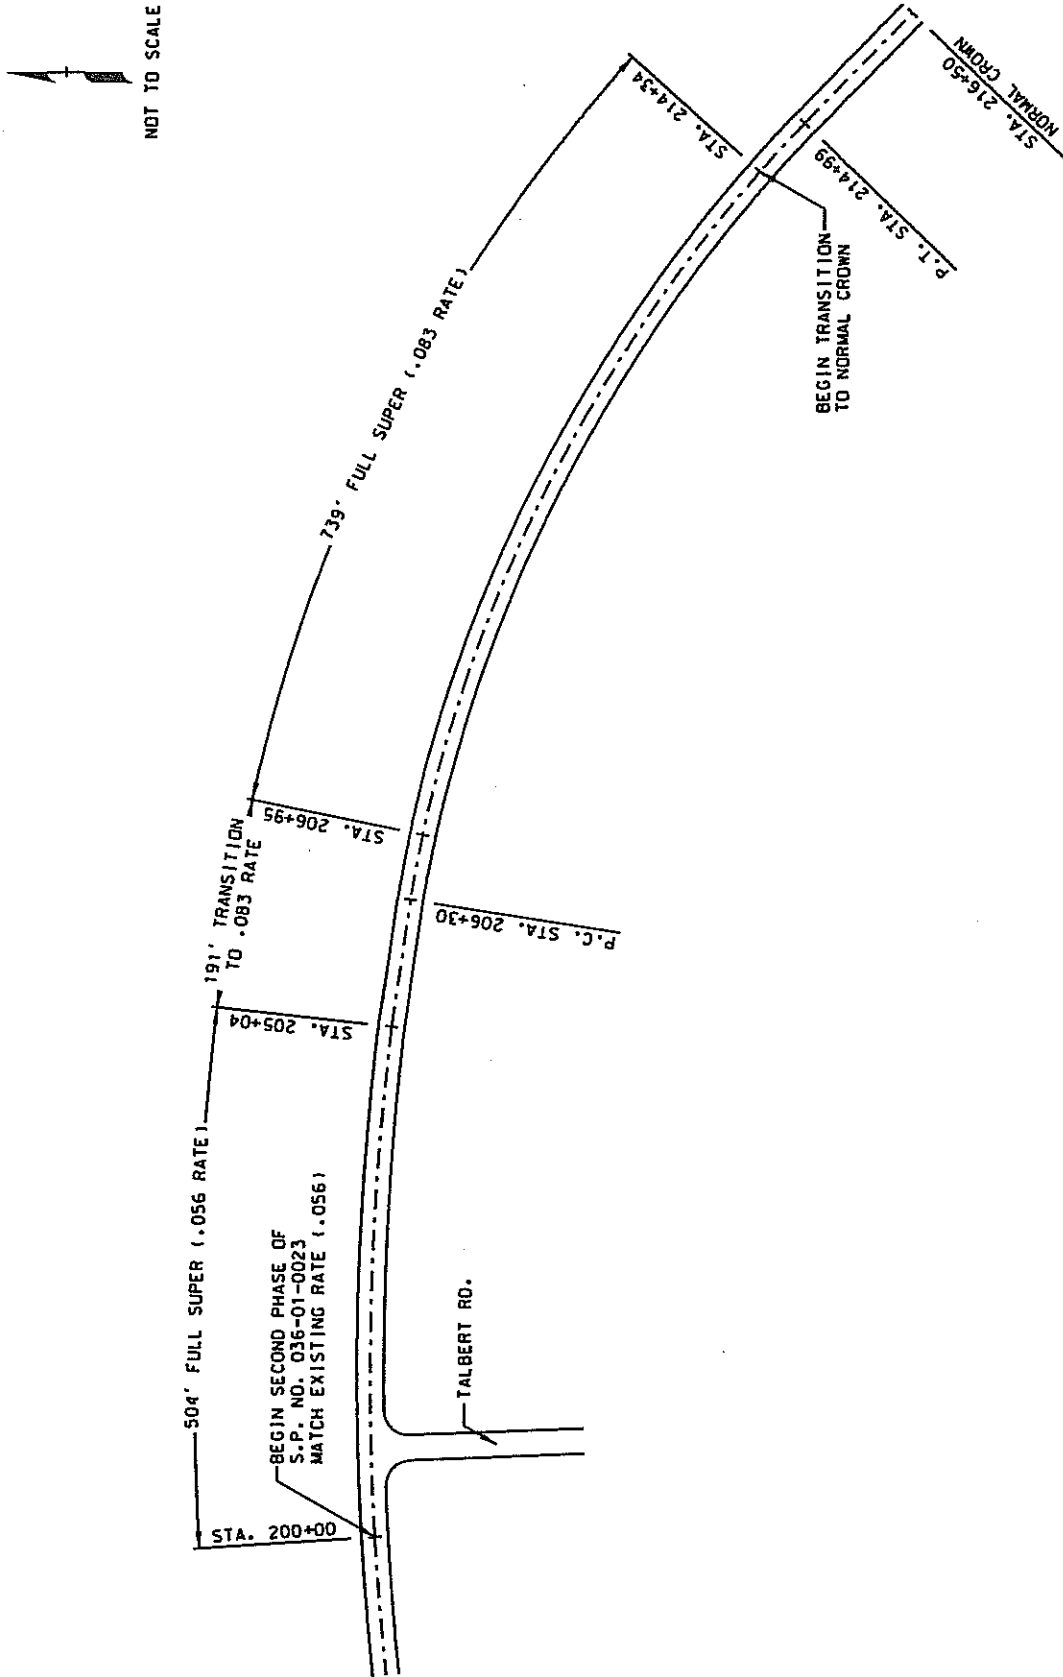 NOT TO SCALE
504' FULL SUPER (.056 RATE)
191' TRANSITION
TO .083 RATE
739' FULL SUPER (.083 RATE)
STA. 200+00
BEGIN SECOND PHASE OF
S.P. NO. 036-01-0023
MATCH EXISTING RATE (.056)
TALBERT RD.
STA. 205+04
P.C. STA. 206+30
STA. 206+95
STA. 214+34
BEGIN TRANSITION
TO NORMAL CROWN
P.T. STA. 214+99
STA. 216+50
NORMAL CROWN